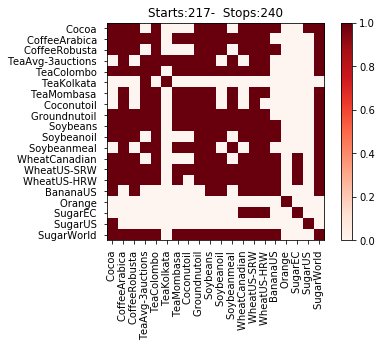 Starts:217- Stops:240
Cocoa
CoffeeArabica
CoffeeRobusta
TeaAvg-3auctions
TeaColombo
TeaKolkata
TeaMombasa
Coconutoil
Groundnutoil
Soybeans
Soybeanoil
Soybeanmeal
WheatCanadian
WheatUS-SRW
WheatUS-HRW
BananaUS
Orange
SugarEC
SugarUS
SugarWorld
1.0
0.8
0.6
0.4
0.2
0.0
Cocoa
CoffeeArabica
CoffeeRobusta
TeaAvg-3auctions
TeaColombo
TeaKolkata
TeaMombasa
Coconutoil
Groundnutoil
Soybeans
Soybeanoil
Soybeanmeal
WheatCanadian
WheatUS-SRW
WheatUS-HRW
BananaUS
Orange
SugarEC
SugarUS
SugarWorld